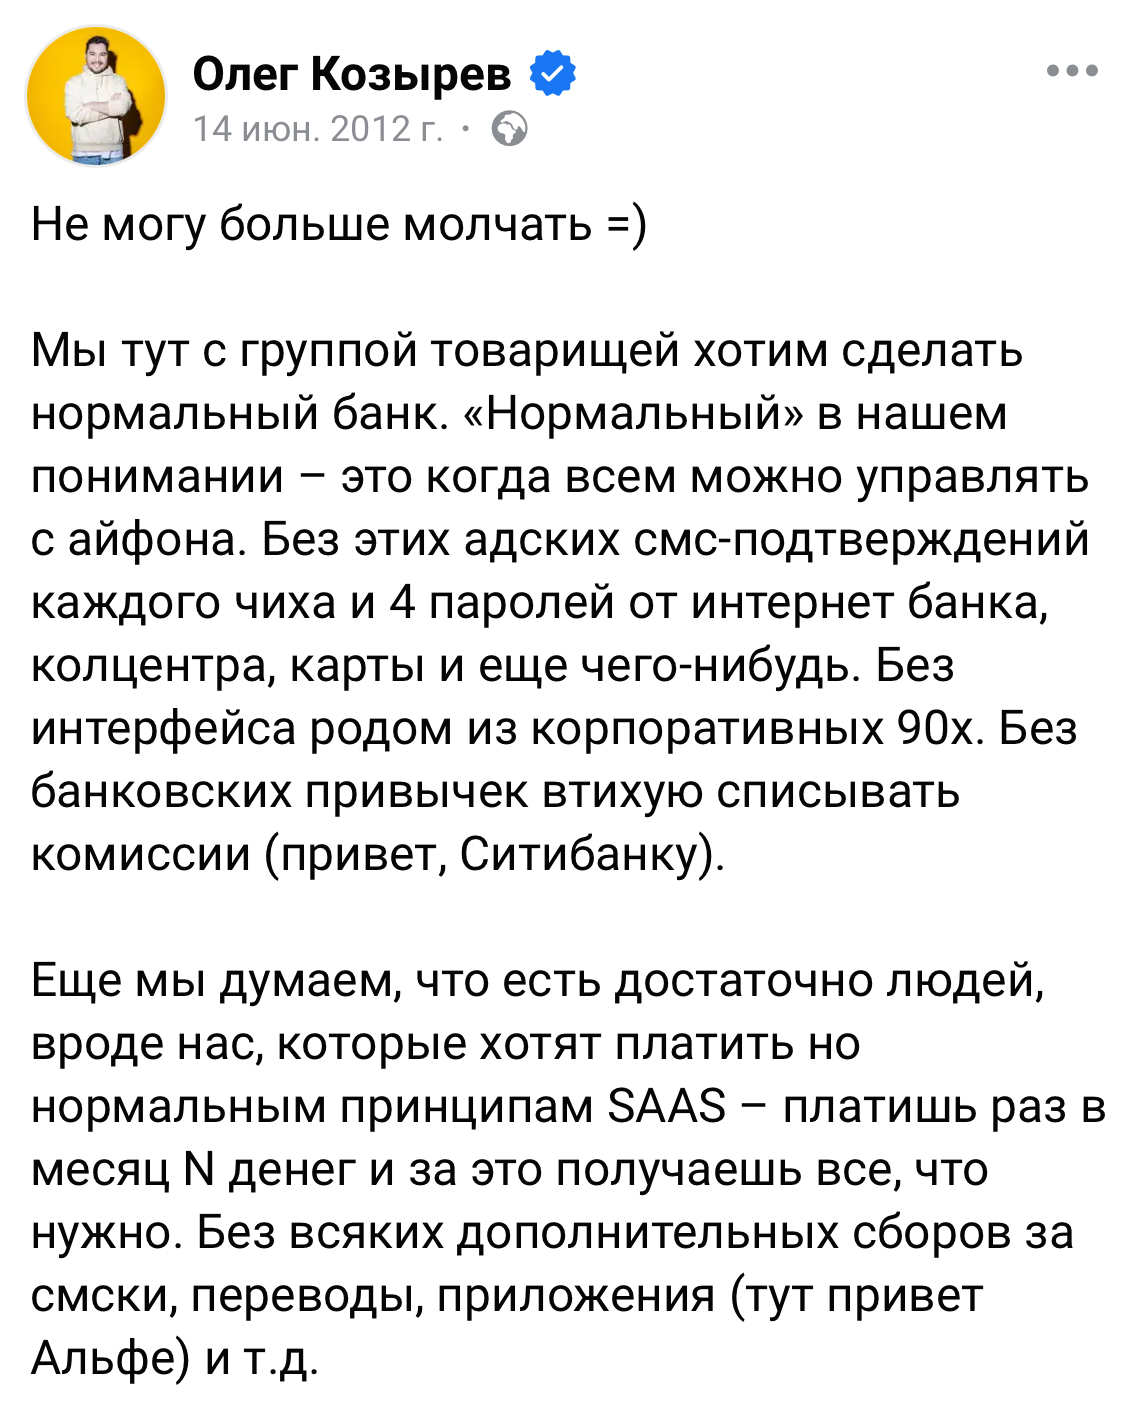 Олег Козырев
14 июн. 2012 г. ·
Не могу больше молчать =)
Мы тут с группой товарищей хотим сделать
нормальный банк. «Нормальный» в нашем
понимании – это когда всем можно управлять
с айфона. Без этих адских смс-подтверждений
каждого чиха и 4 паролей от интернет банка,
колцентра, карты и еще чего-нибудь. Без
интерфейса родом из корпоративных 90х. Без
банковских привычек втихую списывать
комиссии (привет, Ситибанку).
Еще мы думаем, что есть достаточно людей,
вроде нас, которые хотят платить но
нормальным принципам SAAS – платишь раз в
месяц N денег и за это получаешь все, что
нужно. Без всяких дополнительных сборов за
смски, переводы, приложения (тут привет
Альфе) и т.д.